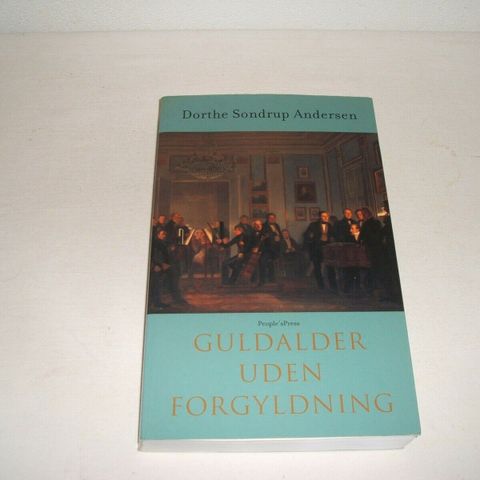 Dorthe Sondrup Andersen
People'sPress
GULDALDER
UDEN
FORGYLDNING